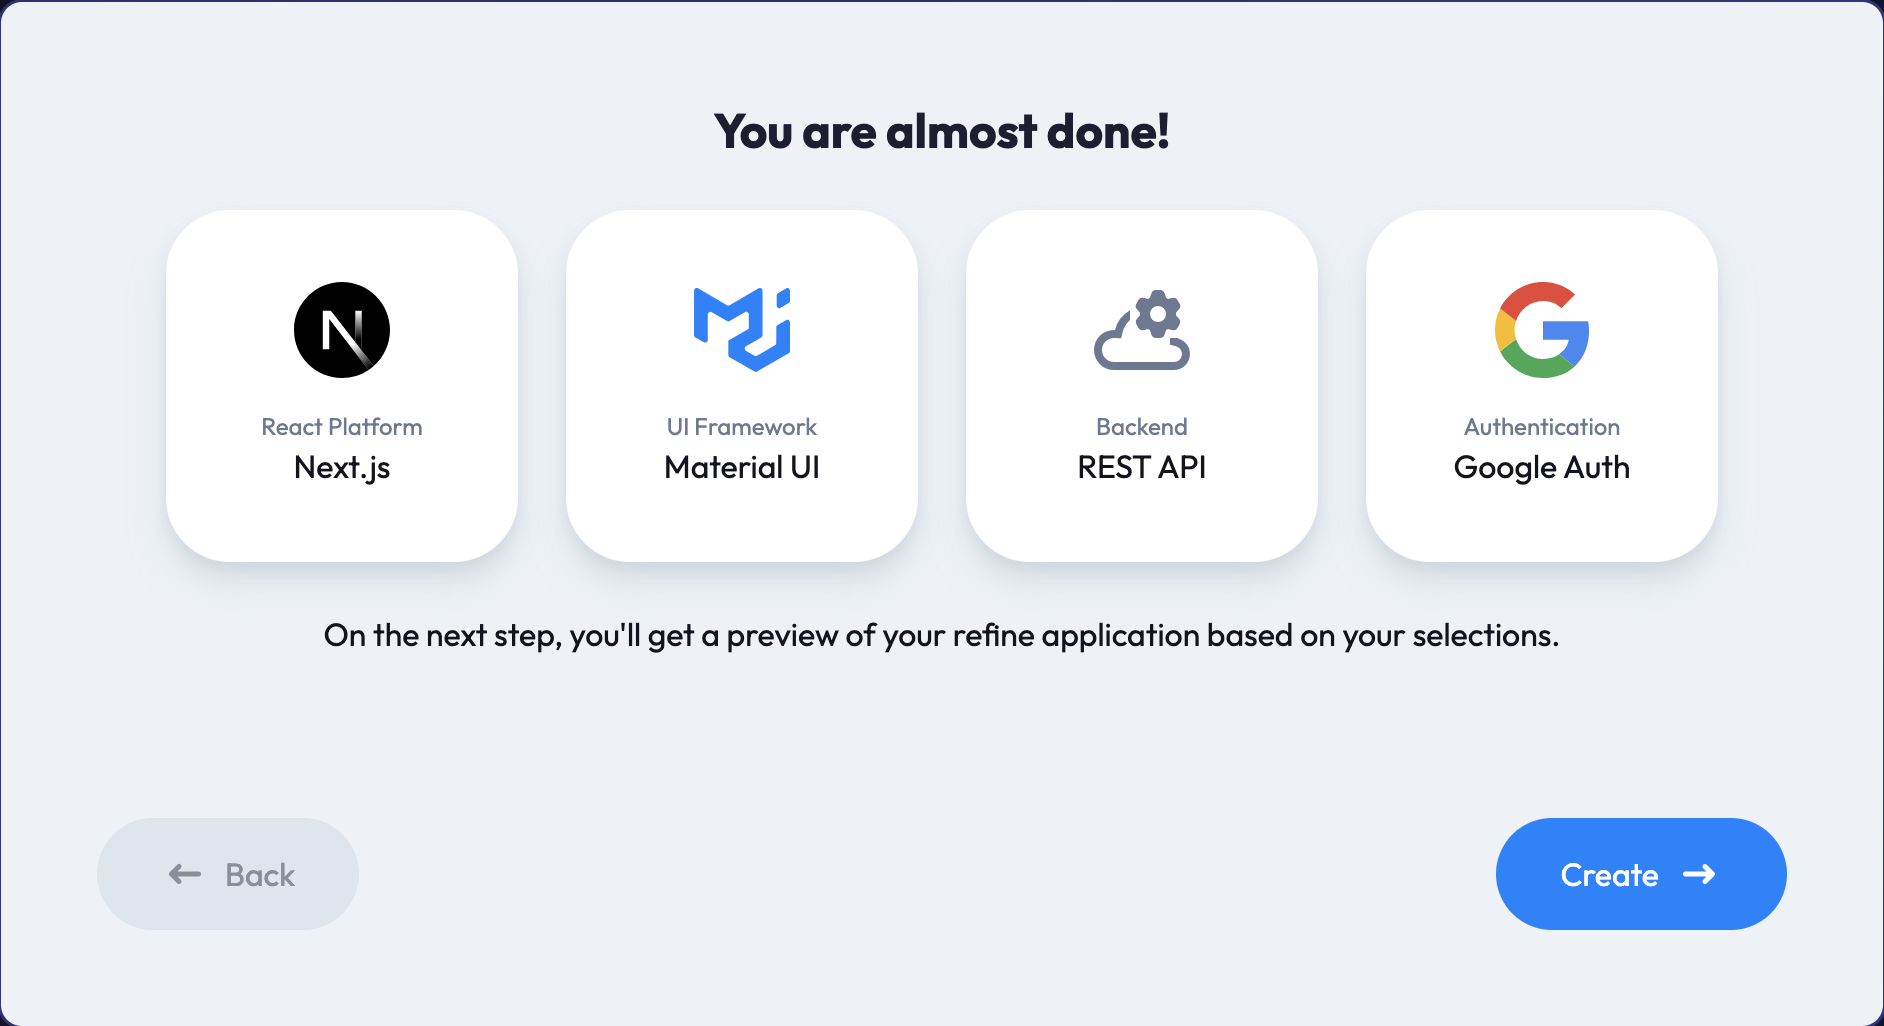 You are almost done!
React Platform
Next.js
UI Framework
Material UI
Backend
REST API
Authentication
Google Auth
On the next step, you'll get a preview of your refine application based on your selections.
Back
Create